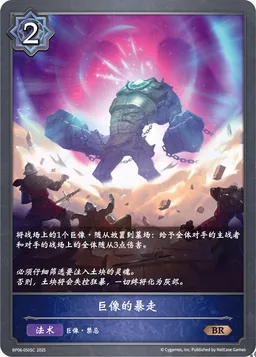 2
将战场上的1个巨像·随从放置到墓场：给予全体对手的主战者
和对手的战场上的全体随从3点伤害。
必须仔细筛选要注入土块的灵魂。
否则，土块将会失控狂暴，一切终将化为灰烬。
巨像的暴走
法术 巨像·禁忌 BR
BP06-050SC 2025 © Cygames, Inc. Published by NetEase Games